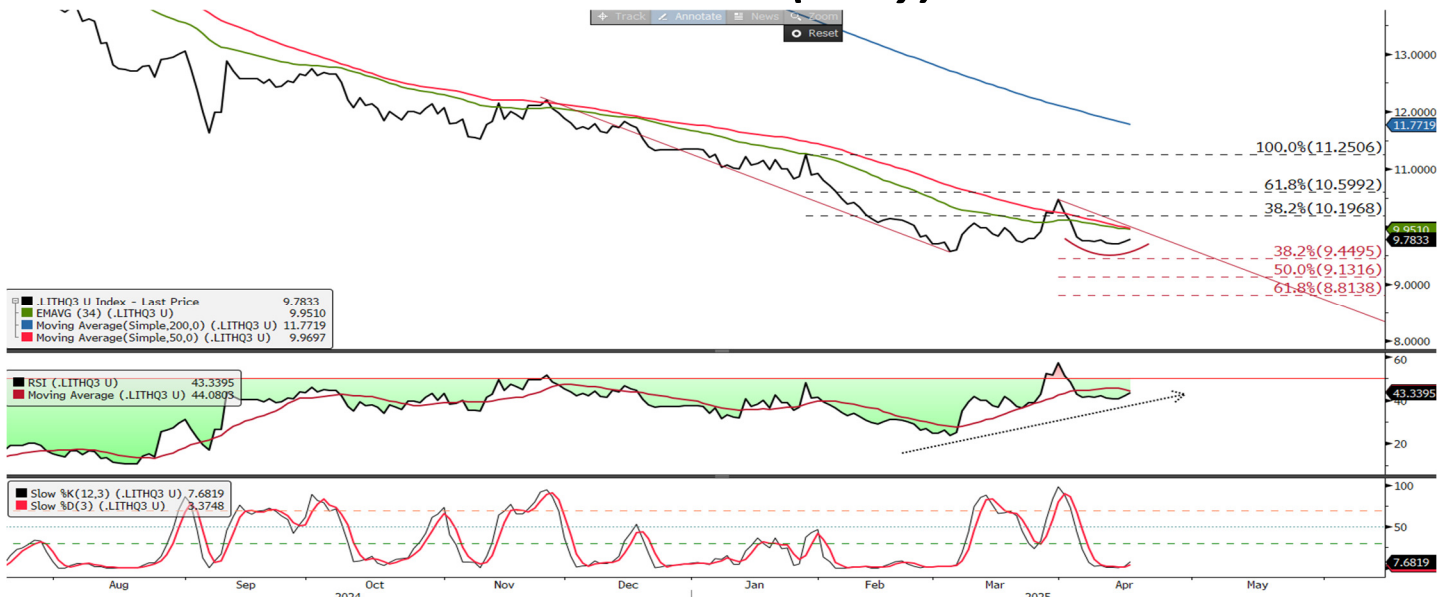 Track Annotate News Zoom
Reset
13.0000
12.0000
11.7719
100.0%(11.2506)
11.0000
61.8%(10.5992)
38.2%(10.1968)
9.9510
9.7833
38.2%(9.4495)
50.0%(9.1316)
9.0000
61.8%(8.8138)
8.0000
.LITHQ3 U Index - Last Price 9.7833
EMAVG (34) (.LITHQ3 U) 9.9510
Moving Average(Simple,200,0) (.LITHQ3 U) 11.7719
Moving Average(Simple,50,0) (.LITHQ3 U) 9.9697
60
RSI (.LITHQ3 U) 43.3395
Moving Average (.LITHQ3 U) 44.0803
43.3395
40
20
Slow %K(12,3) (.LITHQ3 U) 7.6819
Slow %D(3) (.LITHQ3 U) 3.3748
100
50
7.6819
Aug Sep Oct Nov Dec Jan Feb Mar Apr May
2024 2025